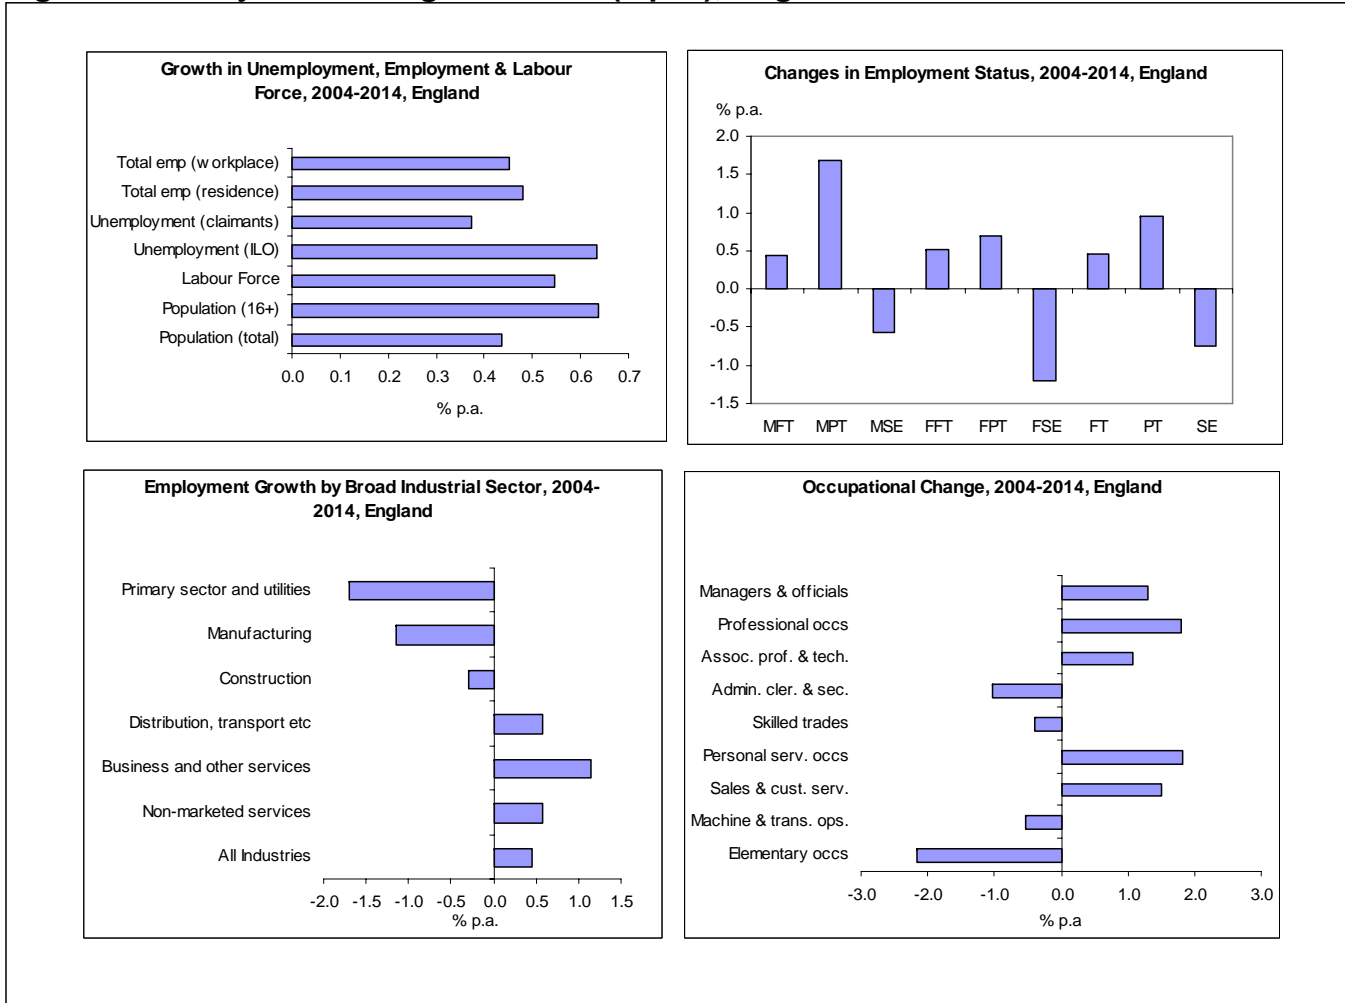 Growth in Unemployment, Employment & Labour
Force, 2004-2014, England
Total emp (workplace)
Total emp (residence)
Unemployment (claimants)
Unemployment (ILO)
Labour Force
Population (16+)
Population (total)
0.0 0.1 0.2 0.3 0.4 0.5 0.6 0.7
% p.a.
Changes in Employment Status, 2004-2014, England
% p.a.
2.0
1.5
1.0
0.5
0.0
-0.5
-1.0
-1.5
MFT MPT MSE FFT FPT FSE FT PT SE
Employment Growth by Broad Industrial Sector, 2004-
2014, England
Primary sector and utilities
Manufacturing
Construction
Distribution, transport etc
Business and other services
Non-marketed services
All Industries
-2.0 -1.5 -1.0 -0.5 0.0 0.5 1.0 1.5
% p.a.
Occupational Change, 2004-2014, England
Managers & officials
Professional occs
Assoc. prof. & tech.
Admin. cler. & sec.
Skilled trades
Personal serv. occs
Sales & cust. serv.
Machine & trans. ops.
Elementary occs
-3.0 -2.0 -1.0 0.0 1.0 2.0 3.0
% p.a